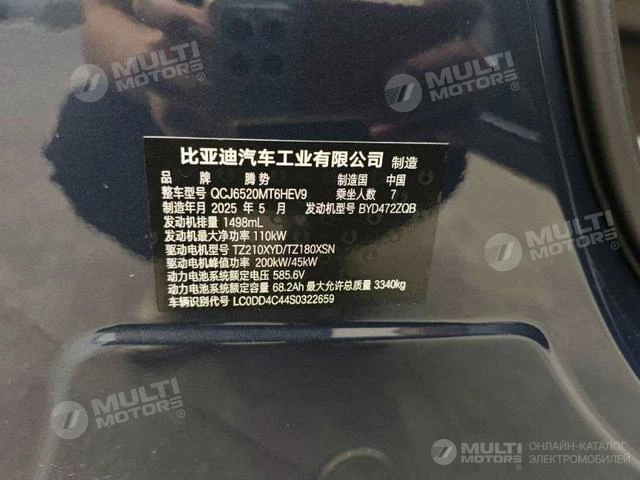 MULTI MOTORS
MULTI MOTORS
比亚迪汽车工业有限公司 制造
品 牌 腾势 制造国 中国
整车型号 QCJ6520MT6HEV9 乘坐人数 7
制造年月 2025 年 5 月 发动机型号 BYD472ZQB
发动机排量 1498mL
发动机最大净功率 110kW
驱动电机型号 TZ210XYD/TZ180XSN
驱动电机峰值功率 200kW/45kW
动力电池系统额定电压 585.6V
动力电池系统额定容量 68.2Ah 最大允许总质量 3340kg
车辆识别代号 LC0DD4C44S0322659
MULTI MOTORS
MULTI MOTORS
ОНЛАЙН-КАТАЛОГ
ЭЛЕКТРОМОБИЛЕЙ